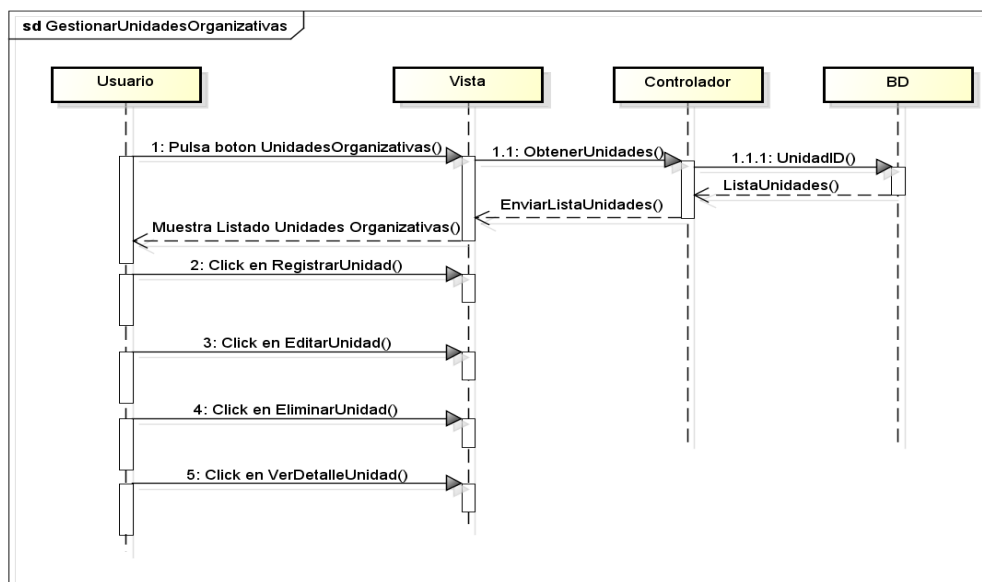 sd GestionarUnidadesOrganizativas
Usuario
Vista
Controlador
BD
1: Pulsa boton UnidadesOrganizativas()
1.1: ObtenerUnidades()
1.1.1: UnidadID()
ListaUnidades()
EnviarListaUnidades()
Muestra Listado Unidades Organizativas()
2: Click en RegistrarUnidad()
3: Click en EditarUnidad()
4: Click en EliminarUnidad()
5: Click en VerDetalleUnidad()